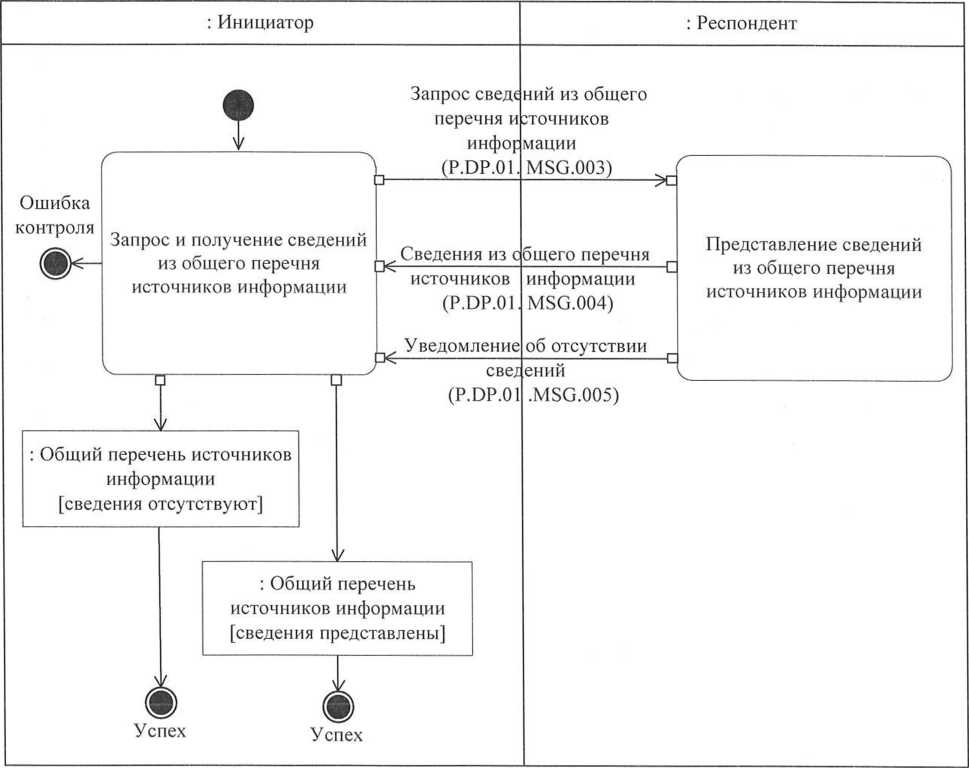 : Инициатор
: Респондент
Запрос сведений из общего
перечня источников
информации
(P.DP.01. MSG.003)
Ошибка
контроля
Запрос и получение сведений
из общего перечня
источников информации
Сведения из общего перечня
источников информации
(P.DP.01. MSG.004)
Представление сведений
из общего перечня
источников информации
Уведомление об отсутствии
сведений
(P.DP.01 .MSG.005)
: Общий перечень источников
информации
[сведения отсутствуют]
: Общий перечень
источников информации
[сведения представлены]
Успех
Успех